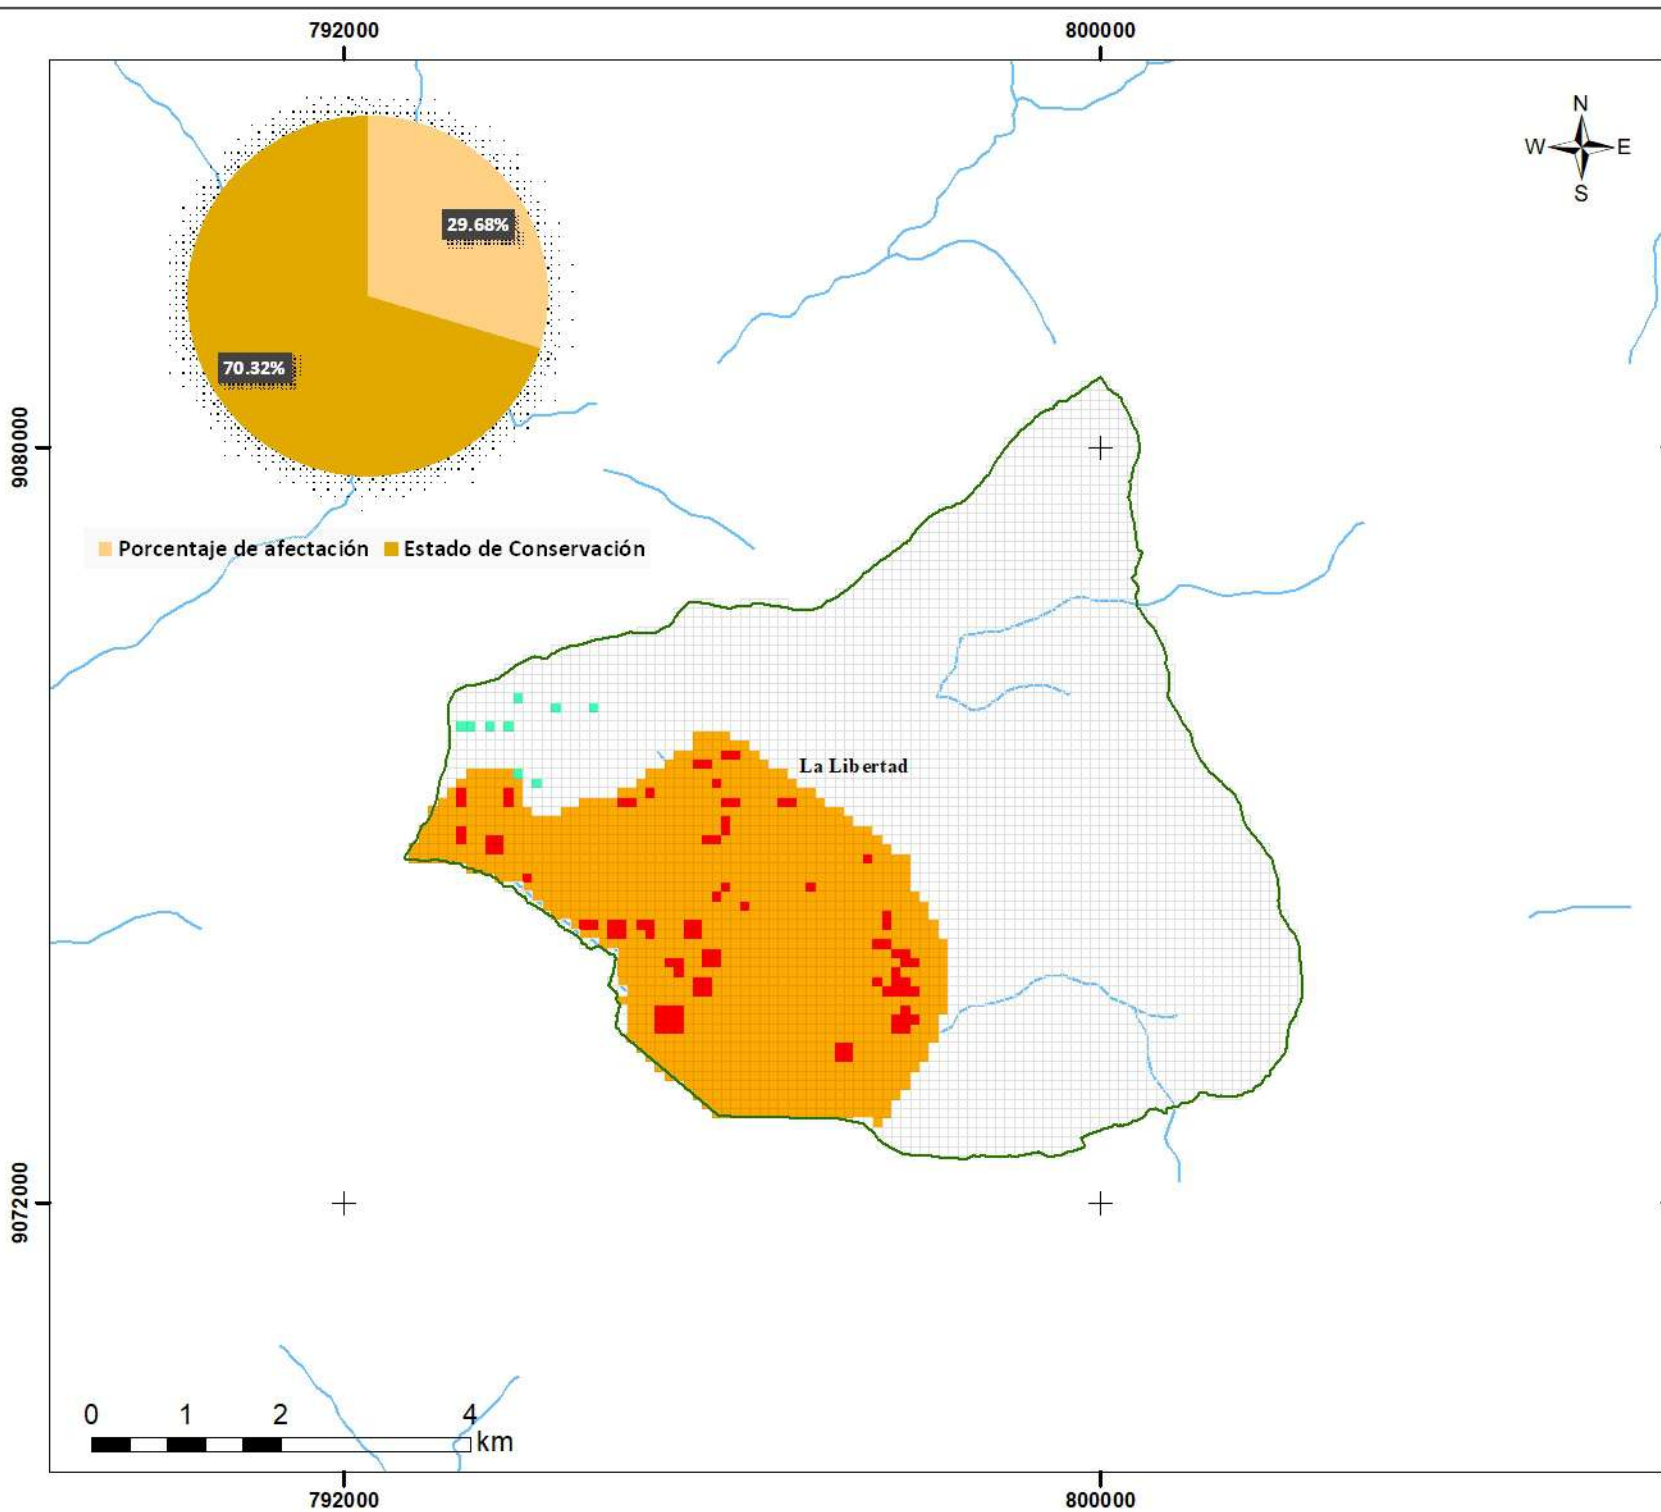 792000 800000
N
W E
S
29.68%
70.32%
9080000
Porcentaje de afectación Estado de Conservación
La Libertad
9072000
0 1 2 4
km
792000 800000